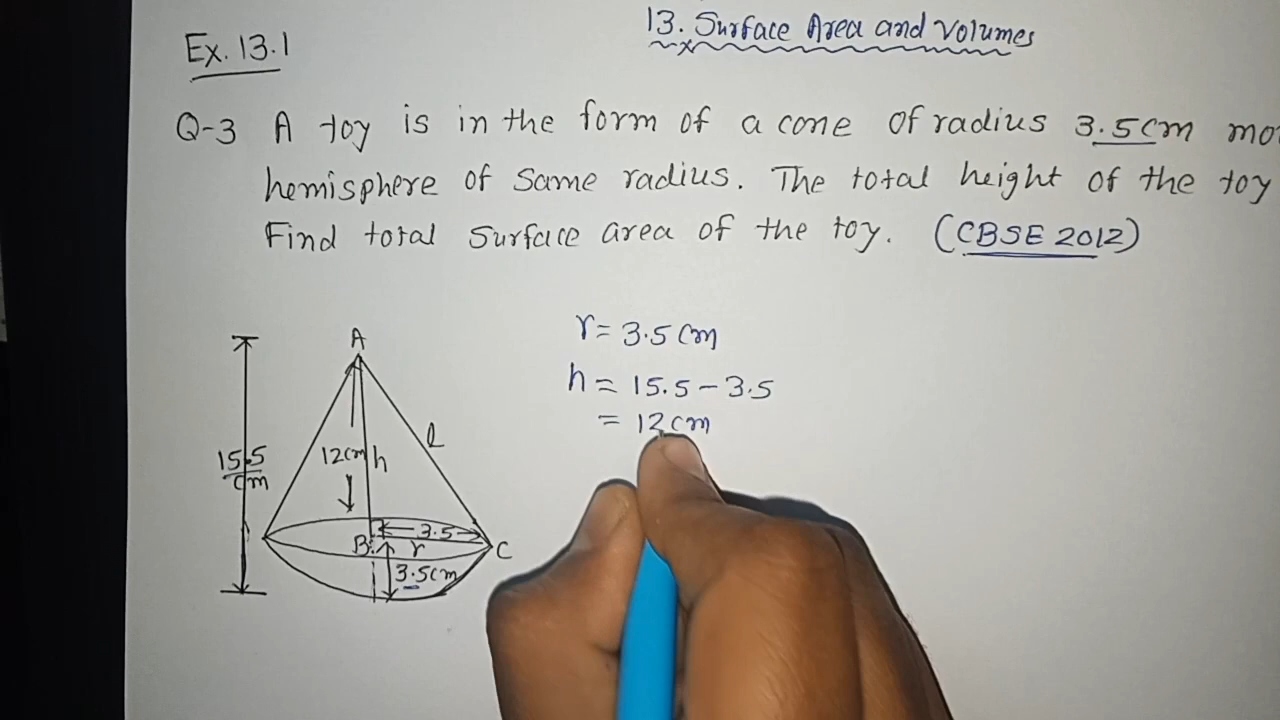 13. Surface Area and Volumes
Ex. 13.1
Q-3 A toy is in the form of a cone of radius 3.5cm
hemisphere of same radius. The total height of the toy
Find total surface area of the toy. (CBSE 2012)
r = 3.5 cm
h = 15.5 - 3.5
= 12cm
A
l
15.5
cm
12cm
h
3.5
B
r
C
3.5cm